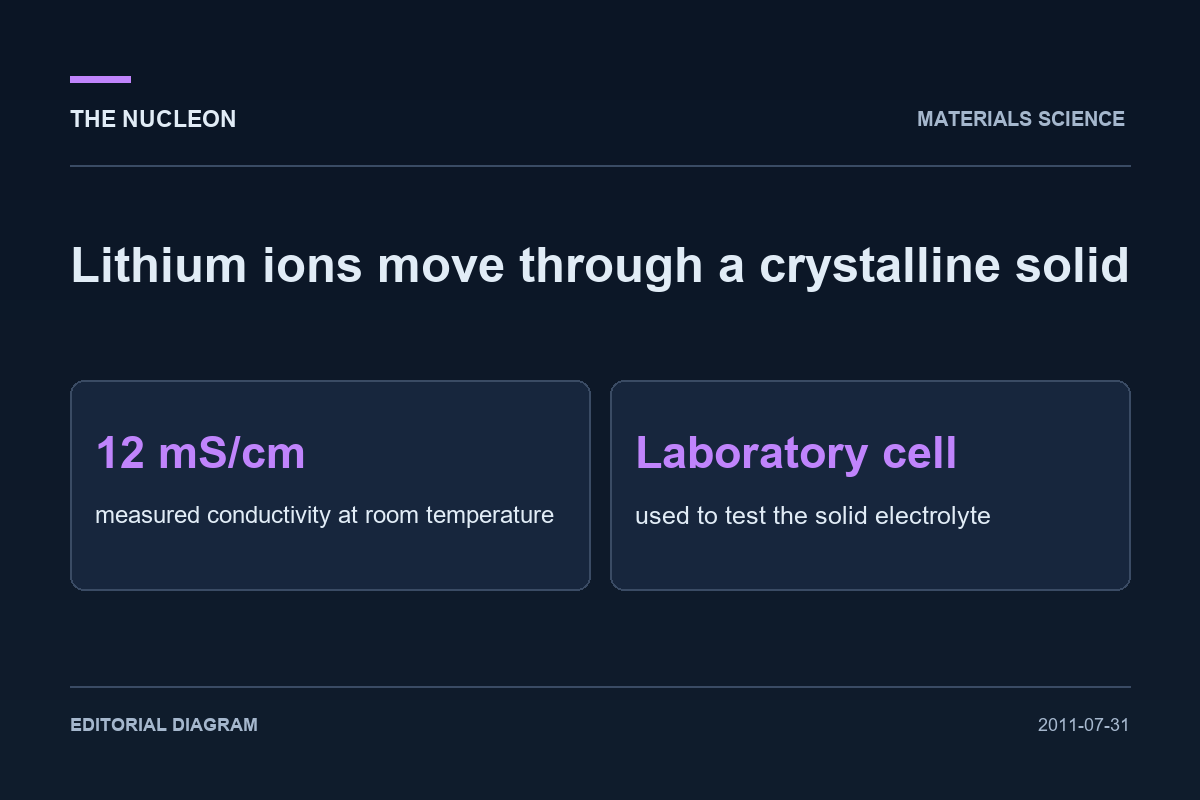 THE NUCLEON
MATERIALS SCIENCE
Lithium ions move through a crystalline solid
12 mS/cm
measured conductivity at room temperature
Laboratory cell
used to test the solid electrolyte
EDITORIAL DIAGRAM
2011-07-31